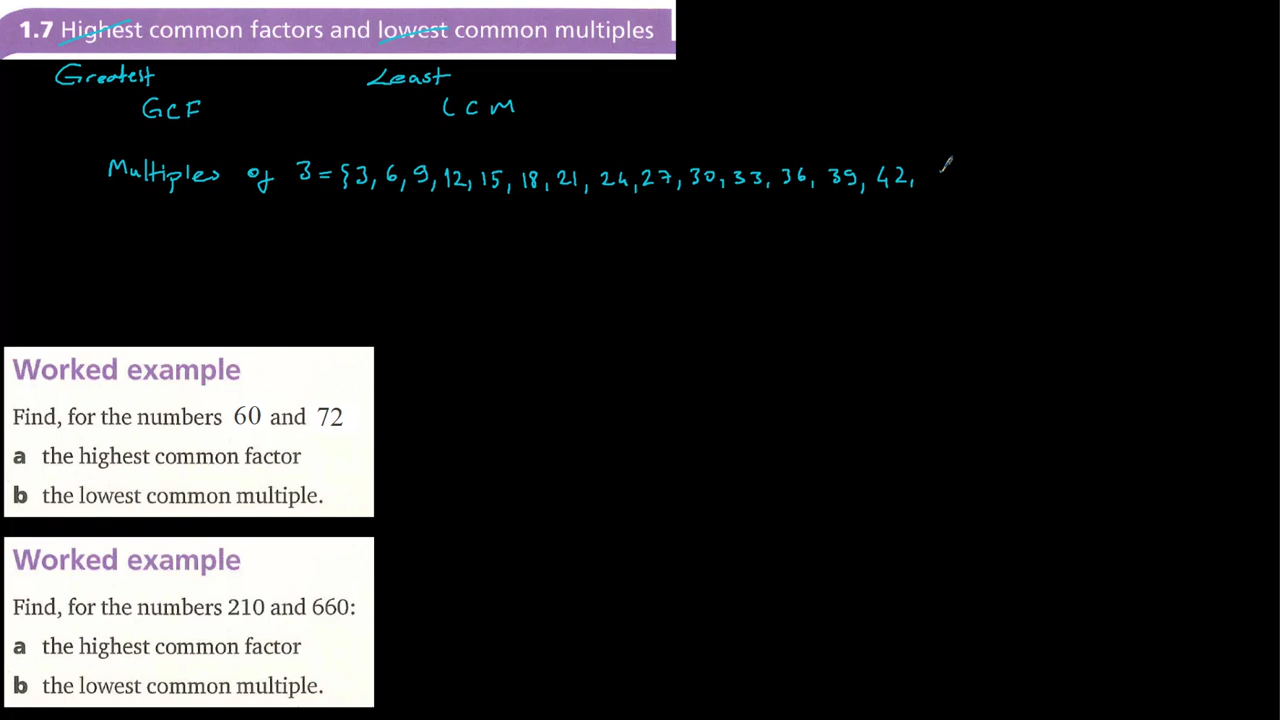 1.7 Highest common factors and lowest common multiples
Greatest Least
GCF LCM
Multiples of 3 = {3, 6, 9, 12, 15, 18, 21, 24, 27, 30, 33, 36, 39, 42,
Worked example
Find, for the numbers 60 and 72
a the highest common factor
b the lowest common multiple.
Worked example
Find, for the numbers 210 and 660:
a the highest common factor
b the lowest common multiple.